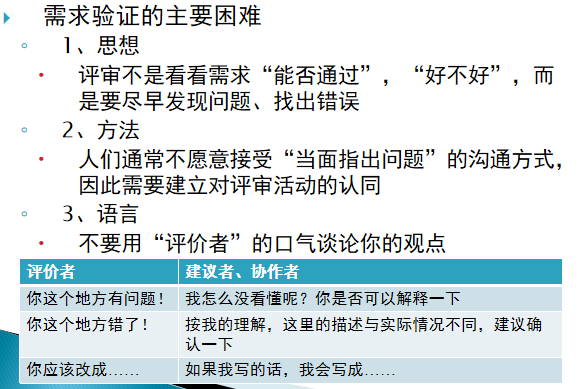 需求验证的主要困难
1、思想
评审不是看看需求“能否通过”，“好不好”，而
是要尽早发现问题、找出错误
2、方法
人们通常不愿意接受“当面指出问题”的沟通方式，
因此需要建立对评审活动的认同
3、语言
不要用“评价者”的口气谈论你的观点
评价者 建议者、协作者
你这个地方有问题！ 我怎么没看懂呢？你是否可以解释一下
你这个地方错了！ 按我的理解，这里的描述与实际情况不同，建议确
认一下
你应该改成…… 如果我写的话，我会写成……